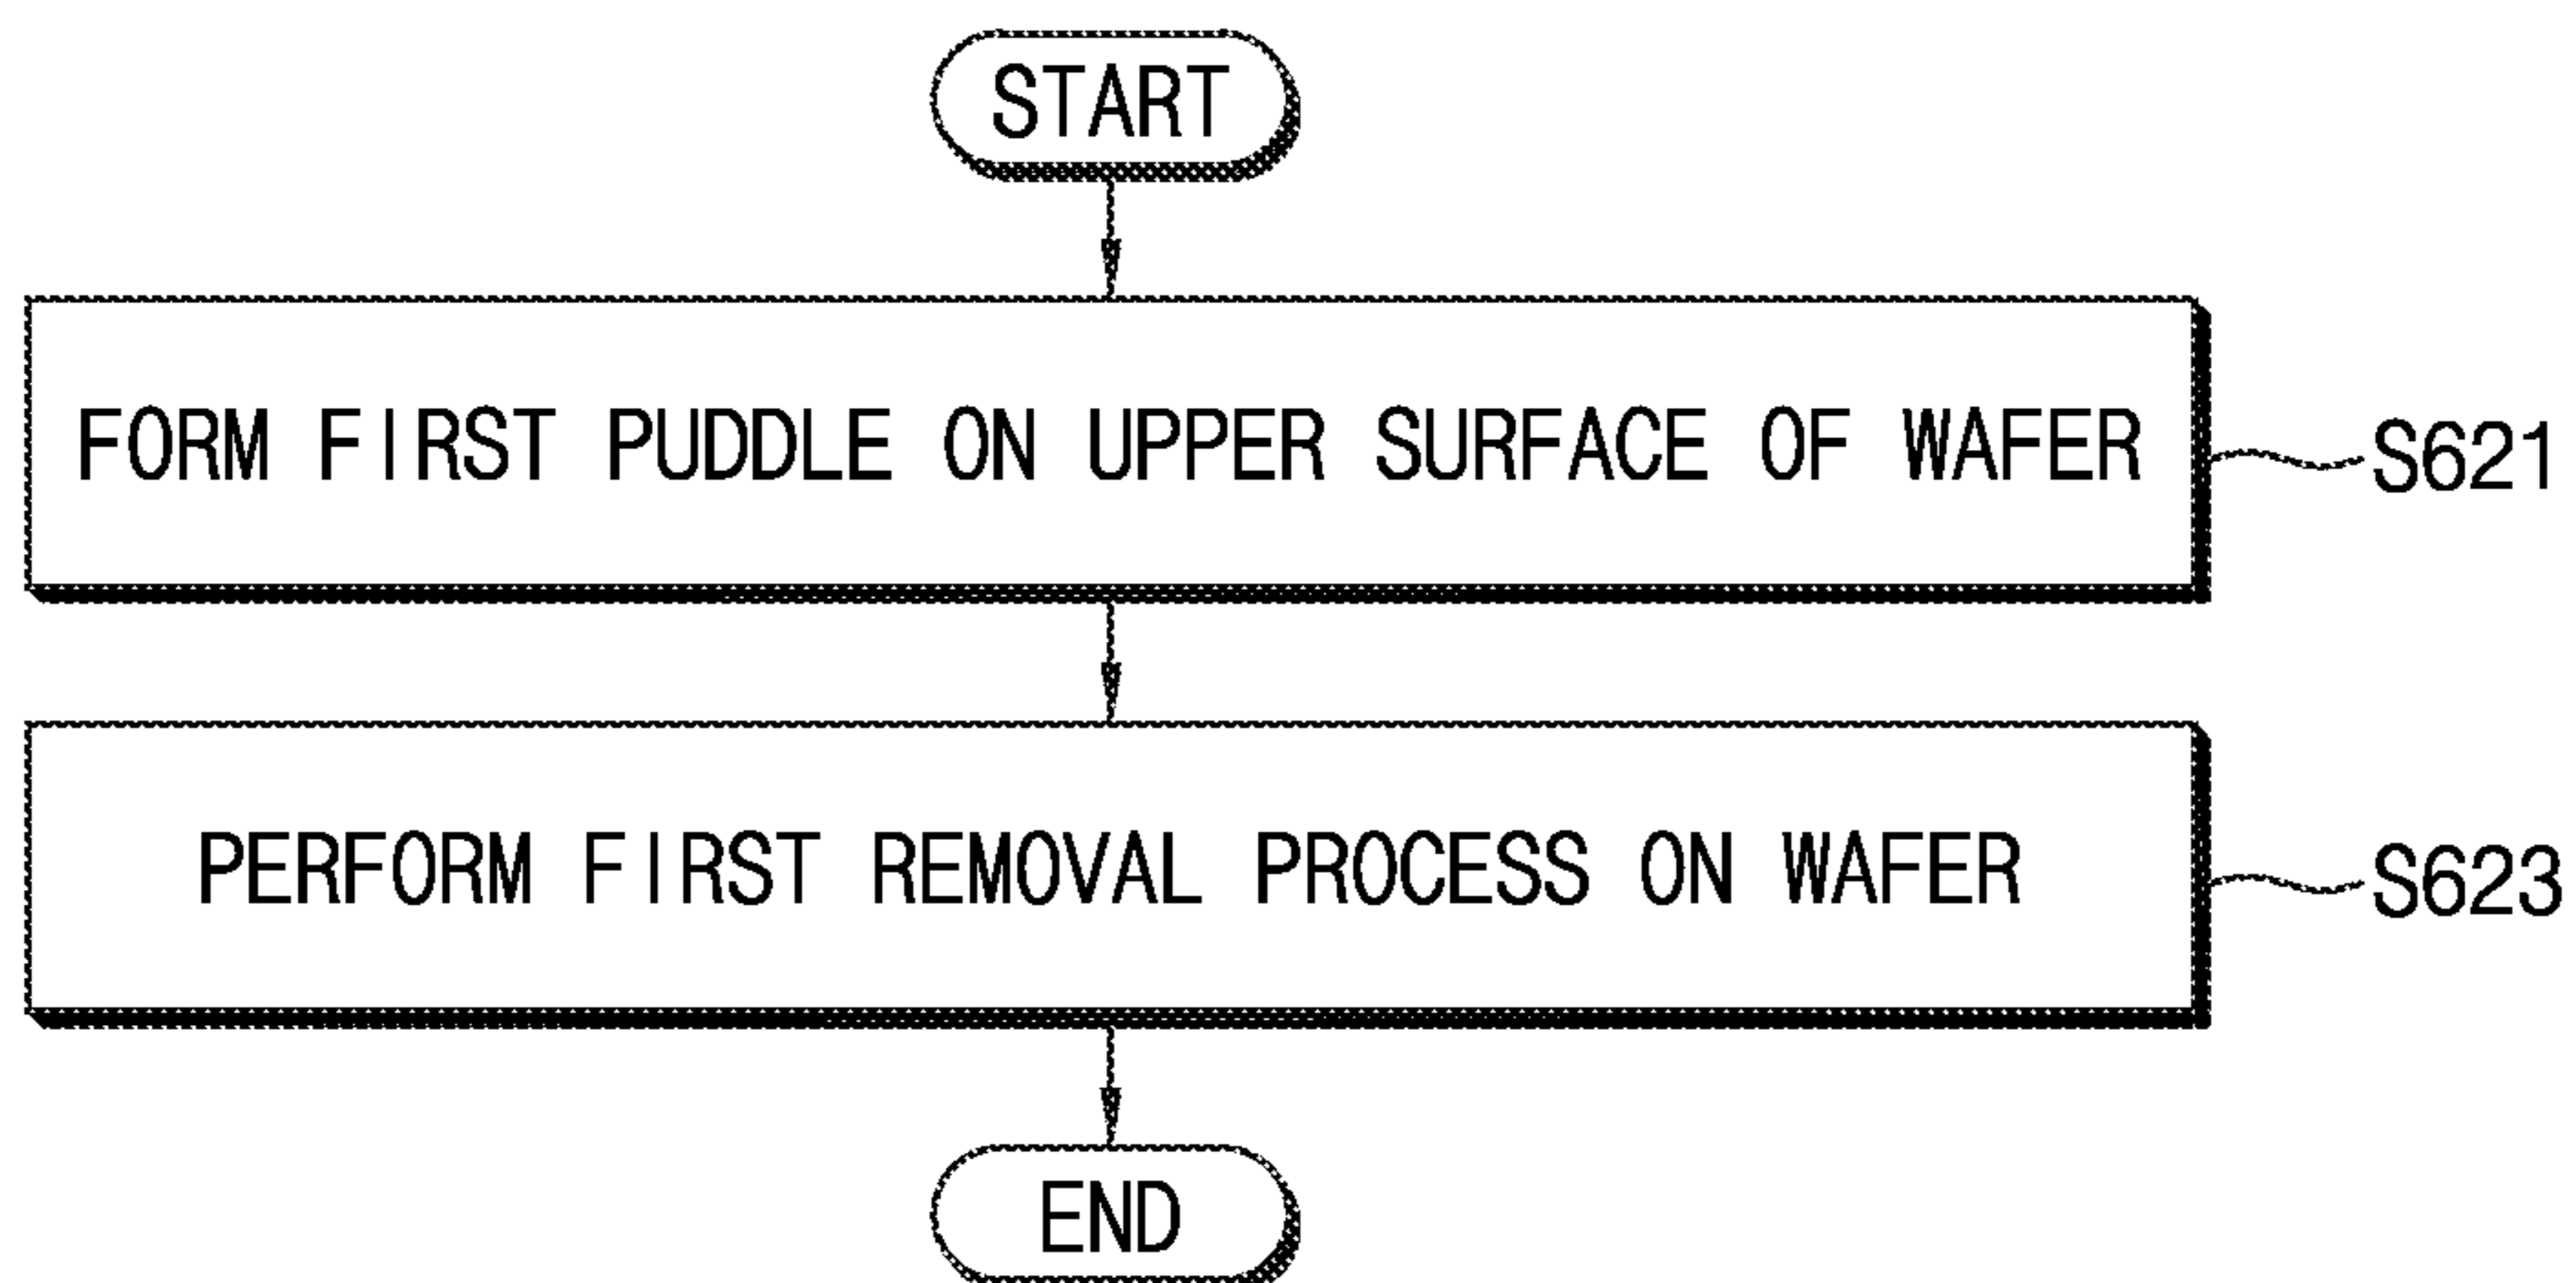 START
FORM FIRST PUDDLE ON UPPER SURFACE OF WAFER
S621
PERFORM FIRST REMOVAL PROCESS ON WAFER
S623
END